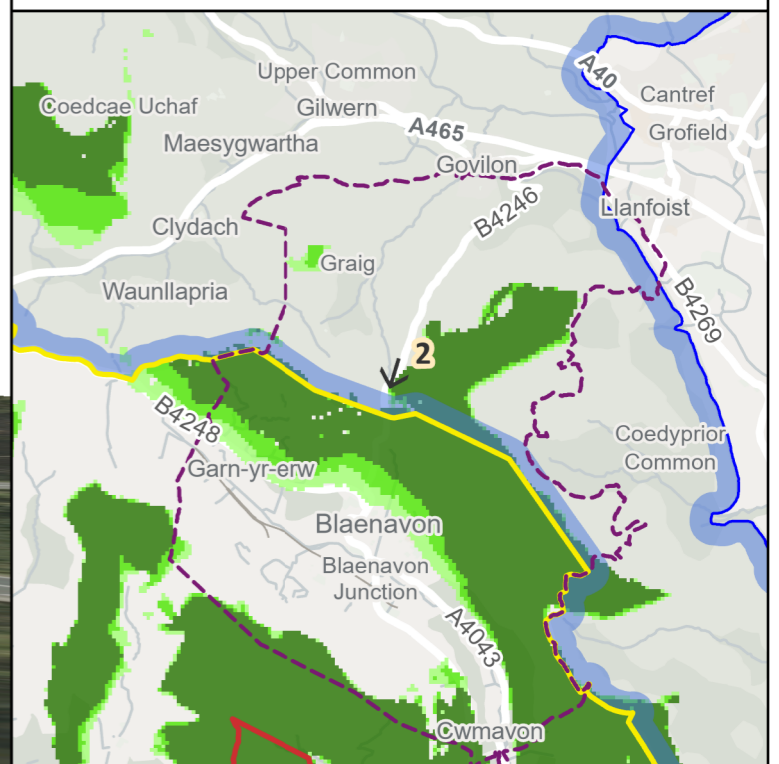 A40
Upper Common
Cantref
Coedcae Uchaf
Gilwern
A465
Grofield
Maesygwartha
Govilon
B4246
Llanfoist
Clydach
Graig
Waunllapria
B4269
2
B4248
Coedyprior
Common
Garn-yr-erw
Blaenavon
Blaenavon
Junction
A4043
Cwmavon